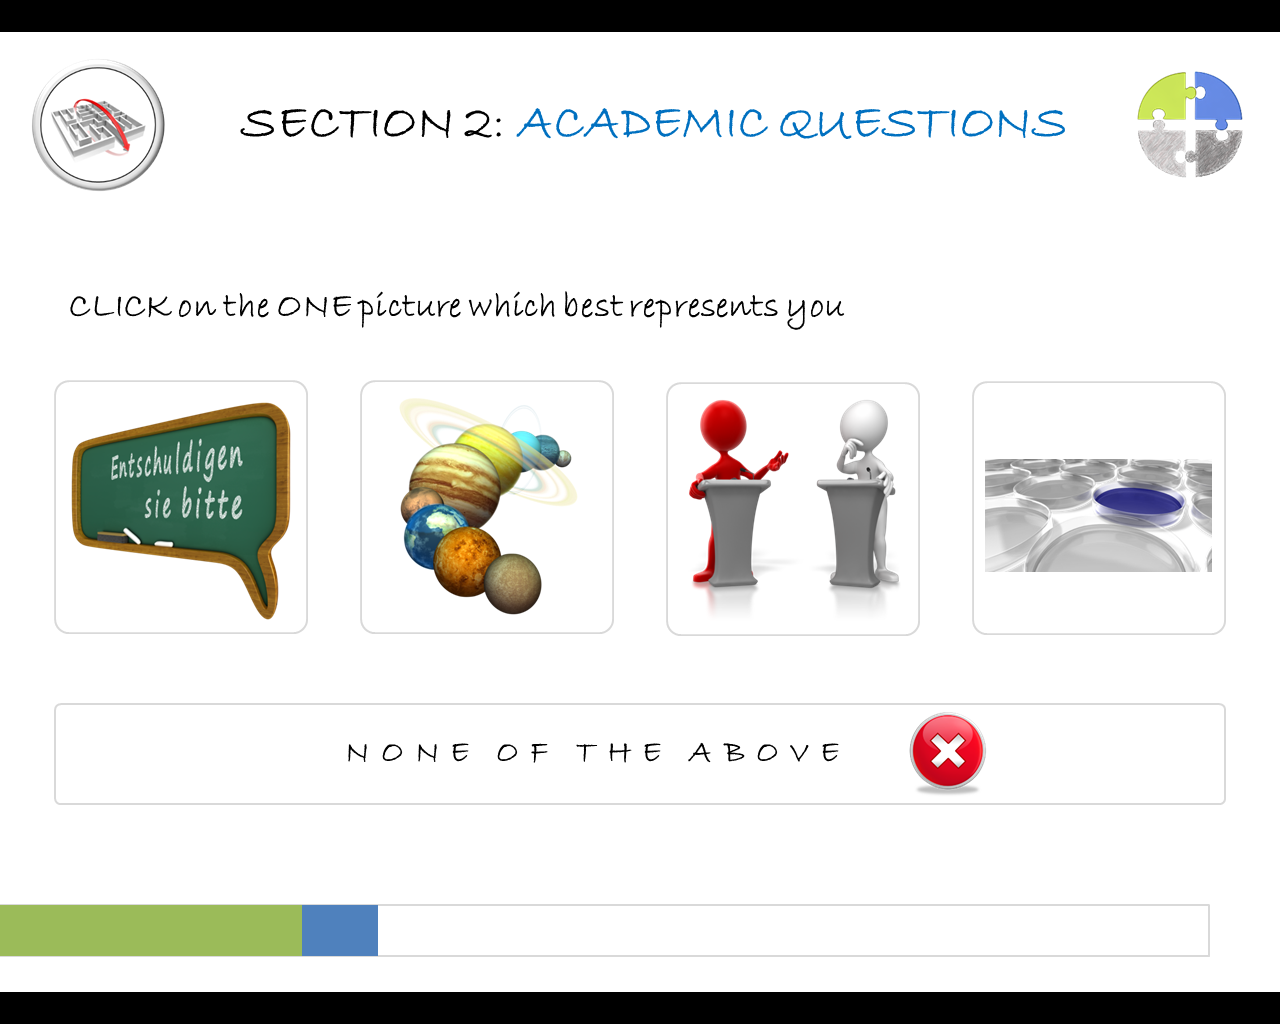 SECTION 2: ACADEMIC QUESTIONS
CLICK on the ONE picture which best represents you
Entschuldigen
sie bitte
NONE OF THE ABOVE